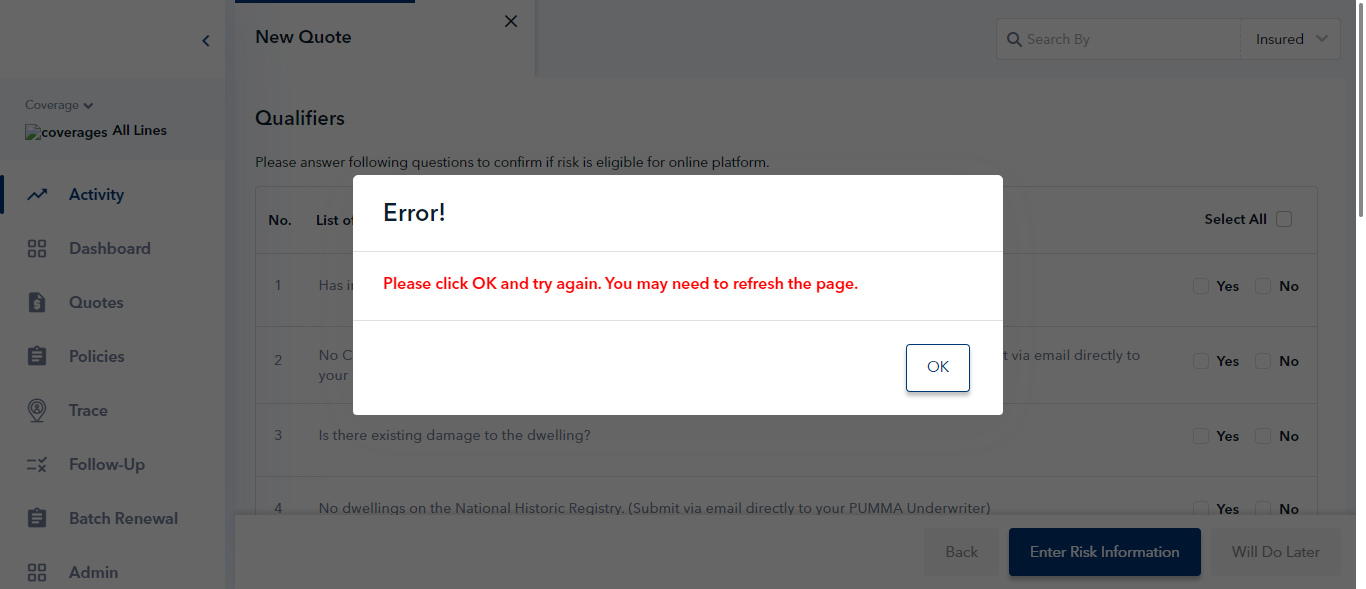 New Quote
Search By
Insured
Coverage
coverages All Lines
Qualifiers
Please answer following questions to confirm if risk is eligible for online platform.
Activity
Error!
No.
List of
Select All
Dashboard
Please click OK and try again. You may need to refresh the page.
1
Has
Yes
No
Quotes
2
No C
t via email directly to
your
Yes
No
Policies
OK
Trace
3
Is there existing damage to the dwelling?
Yes
No
Follow-Up
4
No dwellings on the National Historic Registry. (Submit via email directly to your PUMMA Underwriter)
Yes
No
Batch Renewal
Back
Enter Risk Information
Will Do Later
Admin